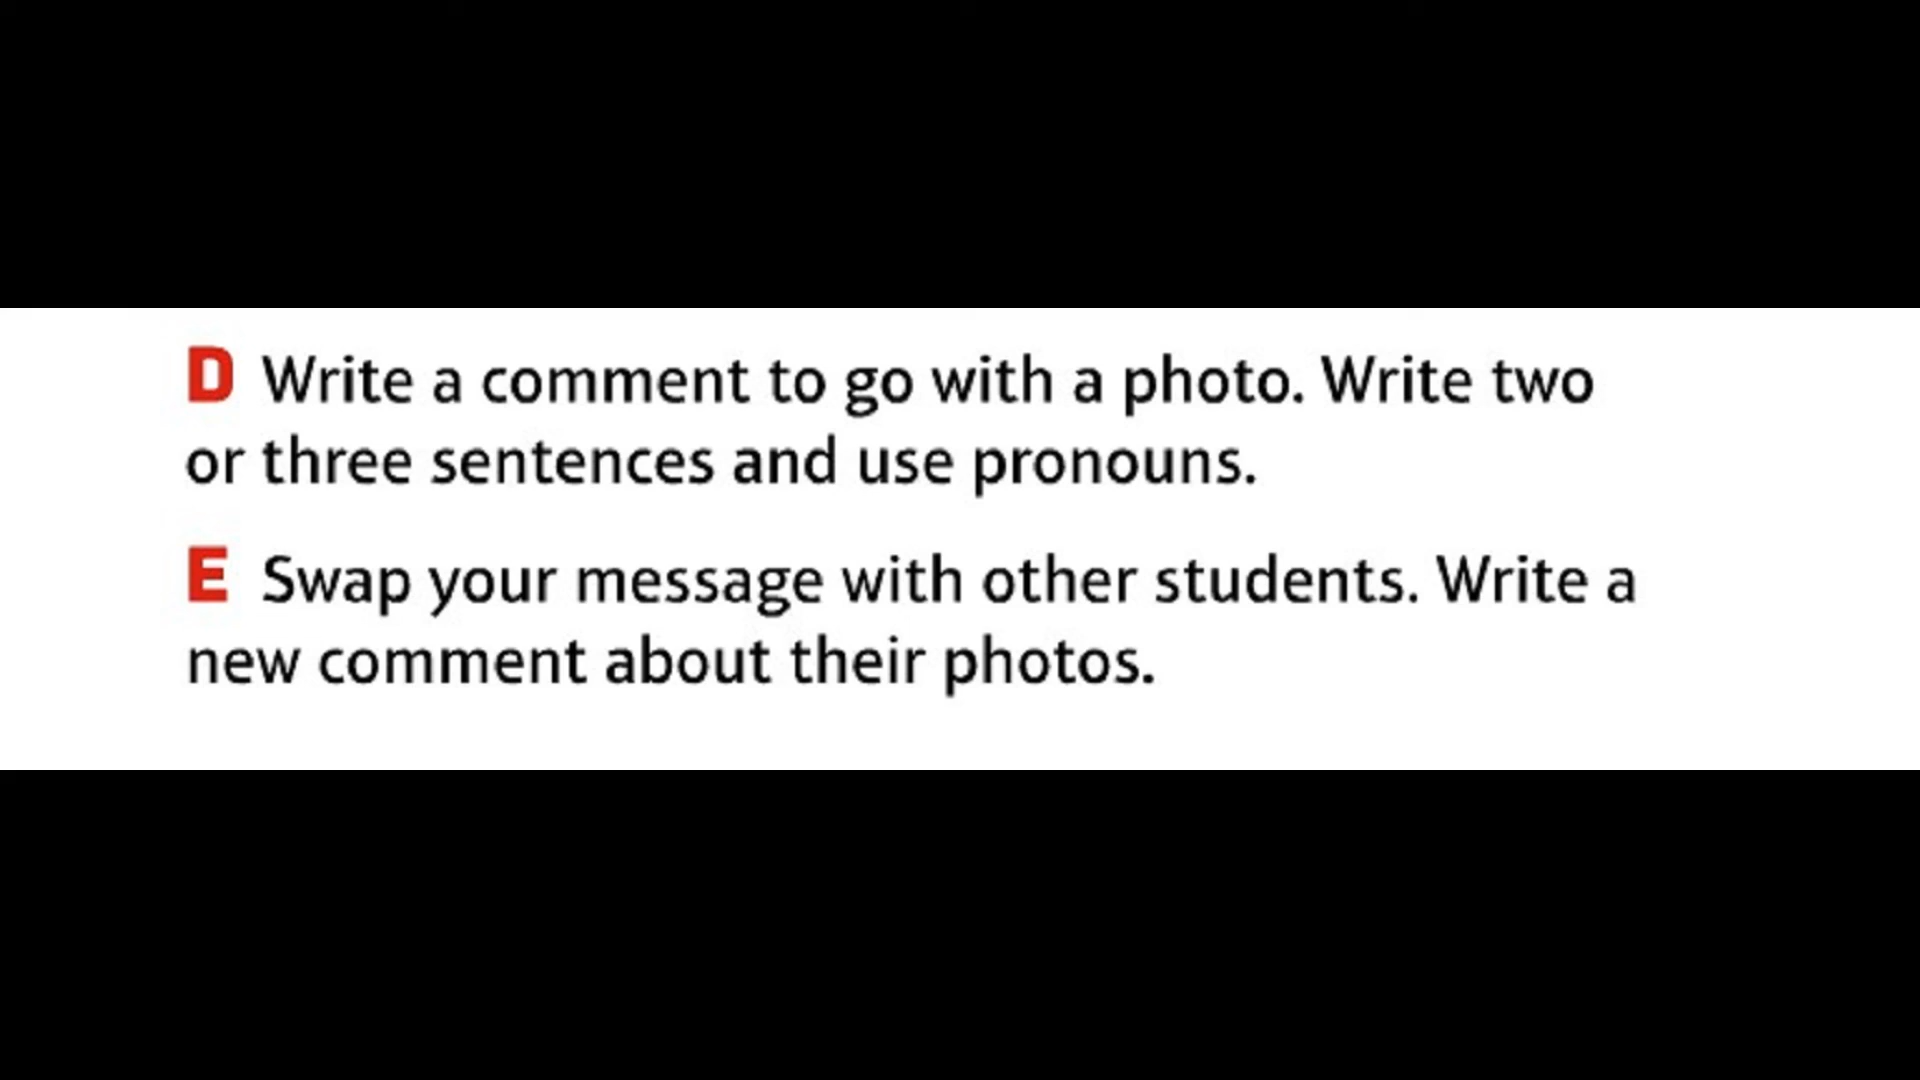 D Write a comment to go with a photo. Write two
or three sentences and use pronouns.
E Swap your message with other students. Write a
new comment about their photos.